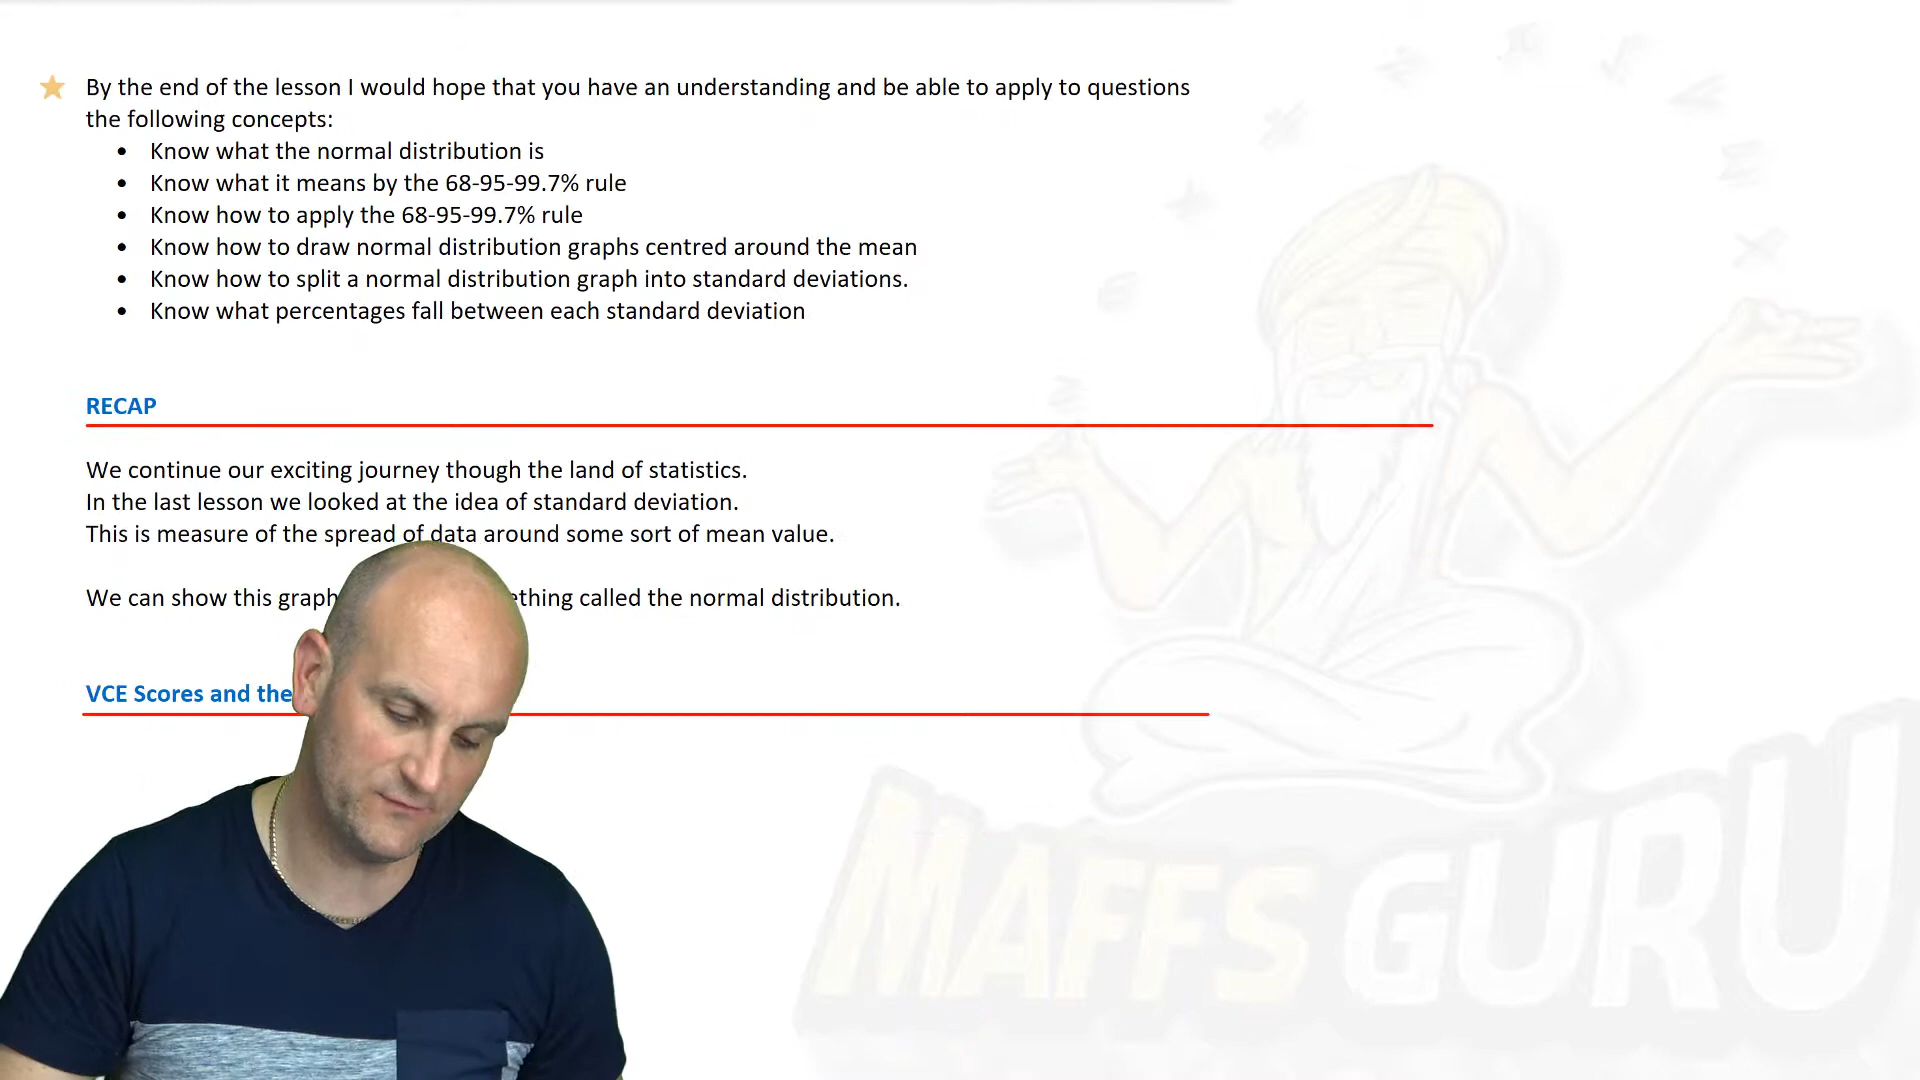 By the end of the lesson I would hope that you have an understanding and be able to apply to questions
the following concepts:
• Know what the normal distribution is
• Know what it means by the 68-95-99.7% rule
• Know how to apply the 68-95-99.7% rule
• Know how to draw normal distribution graphs centred around the mean
• Know how to split a normal distribution graph into standard deviations.
• Know what percentages fall between each standard deviation
RECAP
We continue our exciting journey though the land of statistics.
In the last lesson we looked at the idea of standard deviation.
This is measure of the spread of data around some sort of mean value.
We can show this called the normal distribution.
VCE Scores and the
MAFFS GURU